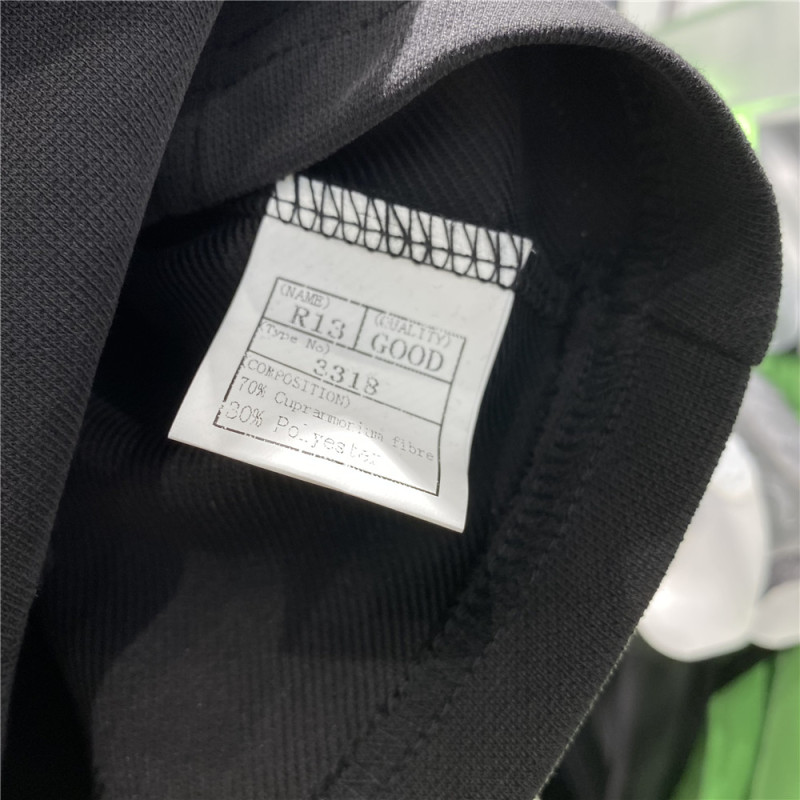 (NAME)
R13
(QUALITY)
GOOD
(Type No)
3318
(COMPOSITION)
70% Cuprammonium fibre
30% Polyester